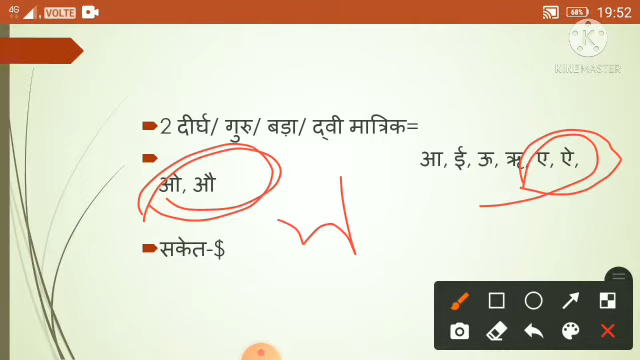 4G VOLTE 68% 19:52
KINEMASTER
2 दीर्घ/ गुरु/ बड़ा/ द्वी मात्रिक=
आ, ई, ऊ, ऋ, ए, ऐ,
ओ, औ
सकेत-$